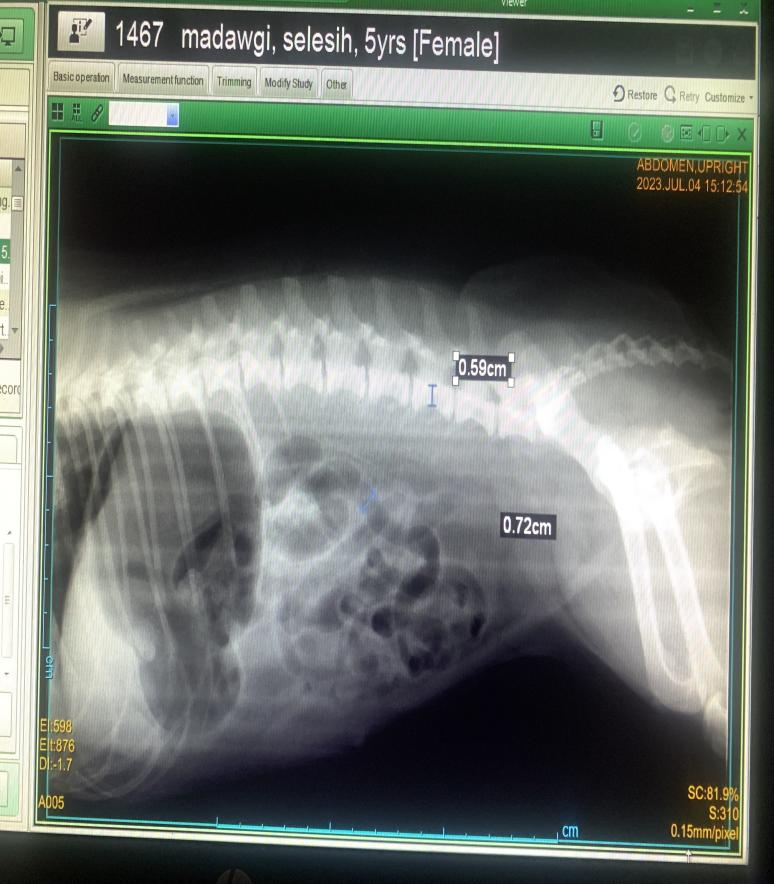 viewer
1467 madawgi, selesih, 5yrs [Female]
Basic operation Measurement function Trimming Modify Study Other
Restore Retry Customize
ALL
ABDOMEN,UPRIGHT
2023.JUL.04 15:12:54
0.59cm
0.72cm
cm
EI:598
EIt:876
DI:-1.7
A005
SC:81.9%
S:310
0.15mm/pixel
cm